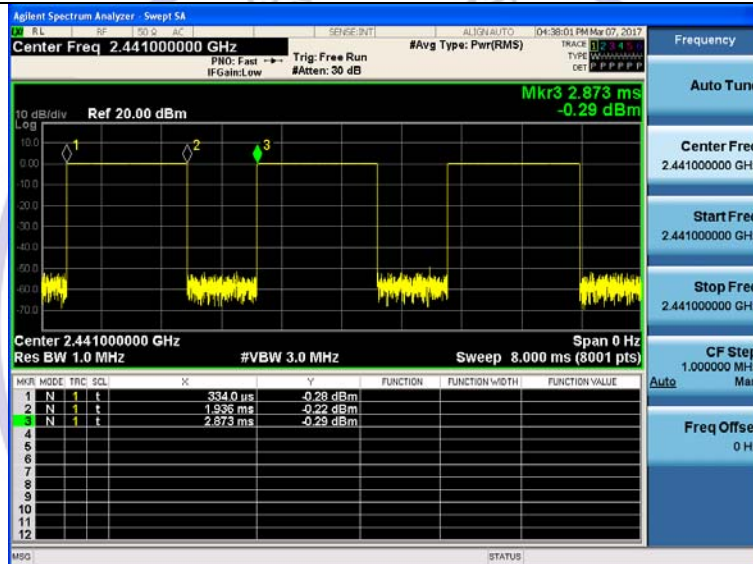 Agilent Spectrum Analyzer - Swept SA
RL RF 50 Ω AC SENSE:INT ALIGNAUTO 04:38:01 PM Mar 07, 2017
Center Freq 2.441000000 GHz #Avg Type: Pwr(RMS) TRACE 1 2 3 4 5 6
PNO: Fast Trig: Free Run TYPE
IFGain:Low #Atten: 30 dB DET P P P P P P
Mkr3 2.873 ms
10 dB/div Ref 20.00 dBm -0.29 dBm
Log
10.0
0.00
-10.0
-20.0
-30.0
-40.0
-50.0
-60.0
-70.0
1 2 3
Center 2.441000000 GHz Span 0 Hz
Res BW 1.0 MHz #VBW 3.0 MHz Sweep 8.000 ms (8001 pts)
MKR MODE TRC SCL X Y FUNCTION FUNCTION WIDTH FUNCTION VALUE
1 N 1 t 334.0 µs -0.28 dBm
2 N 1 t 1.936 ms -0.22 dBm
3 N 1 t 2.873 ms -0.29 dBm
4
5
6
7
8
9
10
11
12
MSG STATUS
Frequency
Auto Tun
Center Fre
2.441000000 GH
Start Fre
2.441000000 GH
Stop Fre
2.441000000 GH
CF Step
1.000000 MH
Auto Ma
Freq Offse
0 H